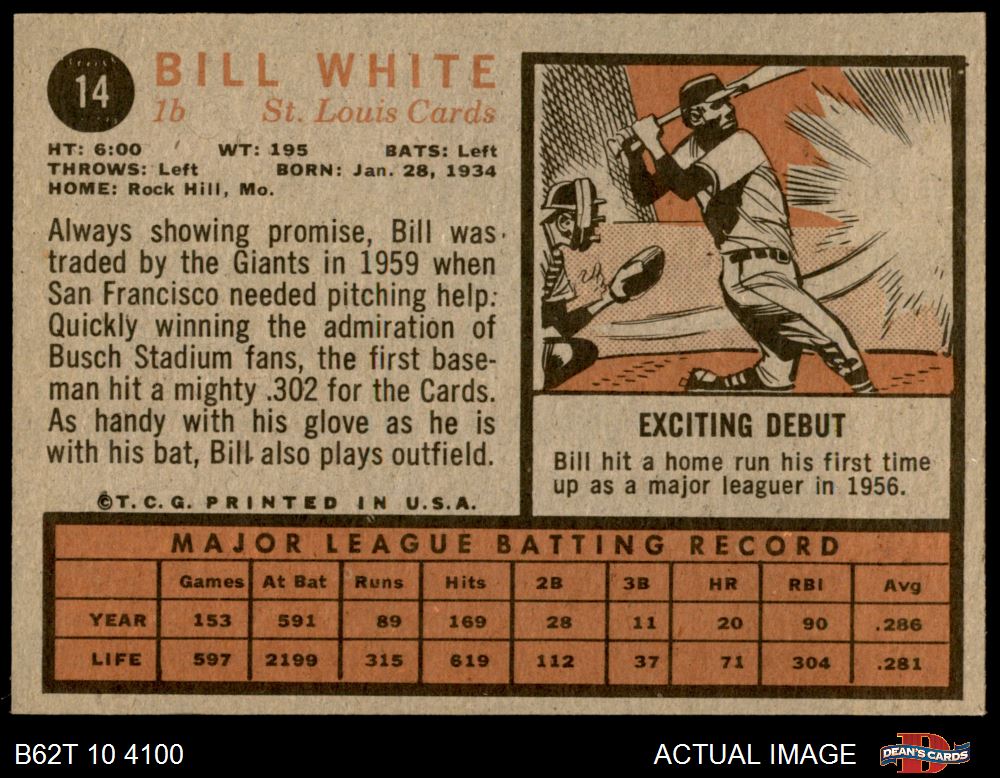 14
BILL WHITE
1b St. Louis Cards
HT: 6:00 WT: 195 BATS: Left
THROWS: Left BORN: Jan. 28, 1934
HOME: Rock Hill, Mo.
Always showing promise, Bill was
traded by the Giants in 1959 when
San Francisco needed pitching help.
Quickly winning the admiration of
Busch Stadium fans, the first base-
man hit a mighty .302 for the Cards.
As handy with his glove as he is
with his bat, Bill also plays outfield.
©T.C.G. PRINTED IN U.S.A.
EXCITING DEBUT
Bill hit a home run his first time
up as a major leaguer in 1956.
MAJOR LEAGUE BATTING RECORD
Games At Bat Runs Hits 2B 3B HR RBI Avg
YEAR 153 591 89 169 28 11 20 90 .286
LIFE 597 2199 315 619 112 37 71 304 .281
B62T 10 4100 ACTUAL IMAGE DEAN'S CARDS